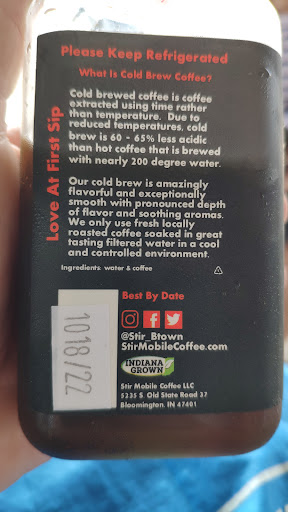 Please Keep Refrigerated
What Is Cold Brew Coffee?
Love At First Sip
Cold brewed coffee is coffee
extracted using time rather
than temperature. Due to
reduced temperatures, cold
brew is 60 - 65% less acidic
than hot coffee that is brewed
with nearly 200 degree water.
Our cold brew is amazingly
flavorful and exceptionally
smooth with pronounced depth
of flavor and soothing aromas.
We only use fresh locally
roasted coffee soaked in great
tasting filtered water in a cool
and controlled environment.
Ingredients: water & coffee
Best By Date
1018/22
@Stir_Btown
StirMobileCoffee.com
INDIANA
GROWN
Stir Mobile Coffee LLC
5235 S Old State Road 37
Bloomington, IN 47401